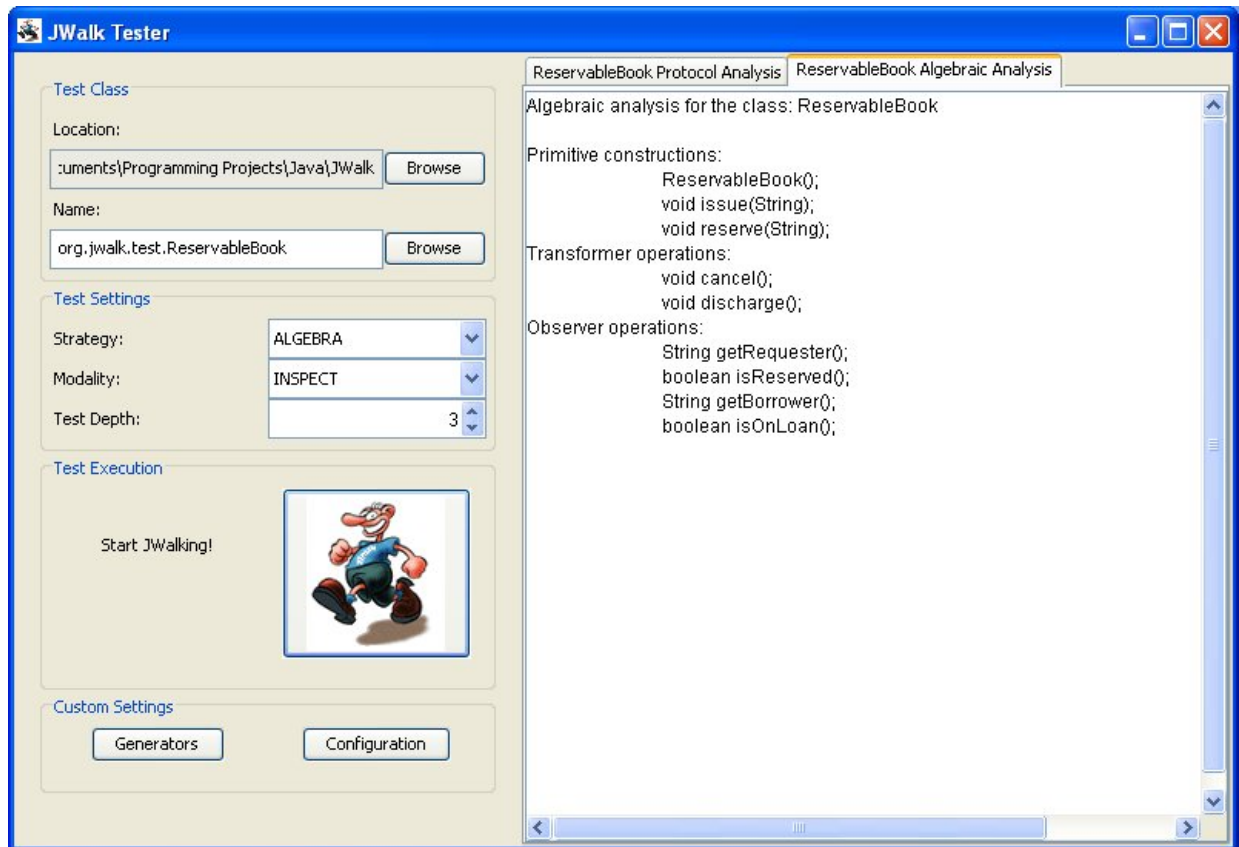 JWalk Tester
Test Class
Location:
:uments\Programming Projects\Java\JWalk
Browse
Name:
org.jwalk.test.ReservableBook
Browse
Test Settings
Strategy:
ALGEBRA
Modality:
INSPECT
Test Depth:
3
Test Execution
Start JWalking!
Custom Settings
Generators
Configuration
ReservableBook Protocol Analysis
ReservableBook Algebraic Analysis
Algebraic analysis for the class: ReservableBook
Primitive constructions:
ReservableBook();
void issue(String);
void reserve(String);
Transformer operations:
void cancel();
void discharge();
Observer operations:
String getRequester();
boolean isReserved();
String getBorrower();
boolean isOnLoan();